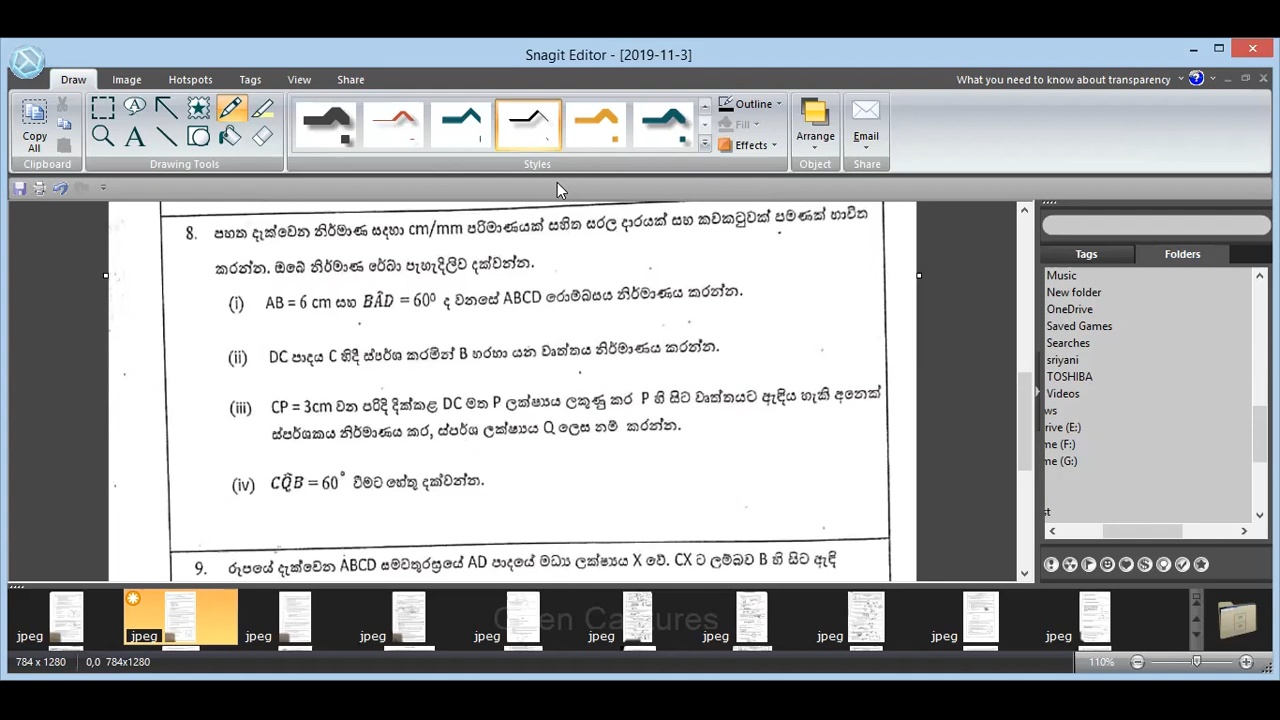 Snagit Editor - [2019-11-3]
Draw Image Hotspots Tags View Share
What you need to know about transparency
Copy All
Clipboard
Drawing Tools
Styles
Outline
Fill
Effects
Arrange
Object
Email
Share
8. පහත දැක්වෙන නිර්මාණ සඳහා cm/mm පරිමාණයක් සහිත සරල දාරයක් සහ කවකටුවක් පමණක් භාවිත
කරන්න. ඔබේ නිර්මාණ රේඛා පැහැදිලිව දක්වන්න.
(i) AB = 6 cm සහ BÂD = 60⁰ ද වනසේ ABCD රොම්බසය නිර්මාණය කරන්න.
(ii) DC පාදය C හිදී ස්පර්ශ කරමින් B හරහා යන වෘත්තය නිර්මාණය කරන්න.
(iii) CP = 3cm වන පරිදි දික්කළ DC මත P ලක්ෂ්‍යය ලකුණු කර P හි සිට වෘත්තයට ඇඳිය හැකි අනෙක්
ස්පර්ශකය නිර්මාණය කර, ස්පර්ශ ලක්ෂ්‍යය Q ලෙස නම් කරන්න.
(iv) CQ̂B = 60° වීමට හේතු දක්වන්න.
9. රූපයේ දැක්වෙන ABCD සමචතුරස්‍රයේ AD පාදයේ මධ්‍ය ලක්ෂ්‍යය X වේ. CX ට ලම්බව B හි සිට ඇඳි
Tags Folders
Music
New folder
OneDrive
Saved Games
Searches
sriyani
TOSHIBA
Videos
ws
rive (E:)
me (F:)
me (G:)
st
Open Captures
jpeg jpeg jpeg jpeg jpeg jpeg jpeg jpeg jpeg jpeg
784 x 1280 0,0 784x1280 110%